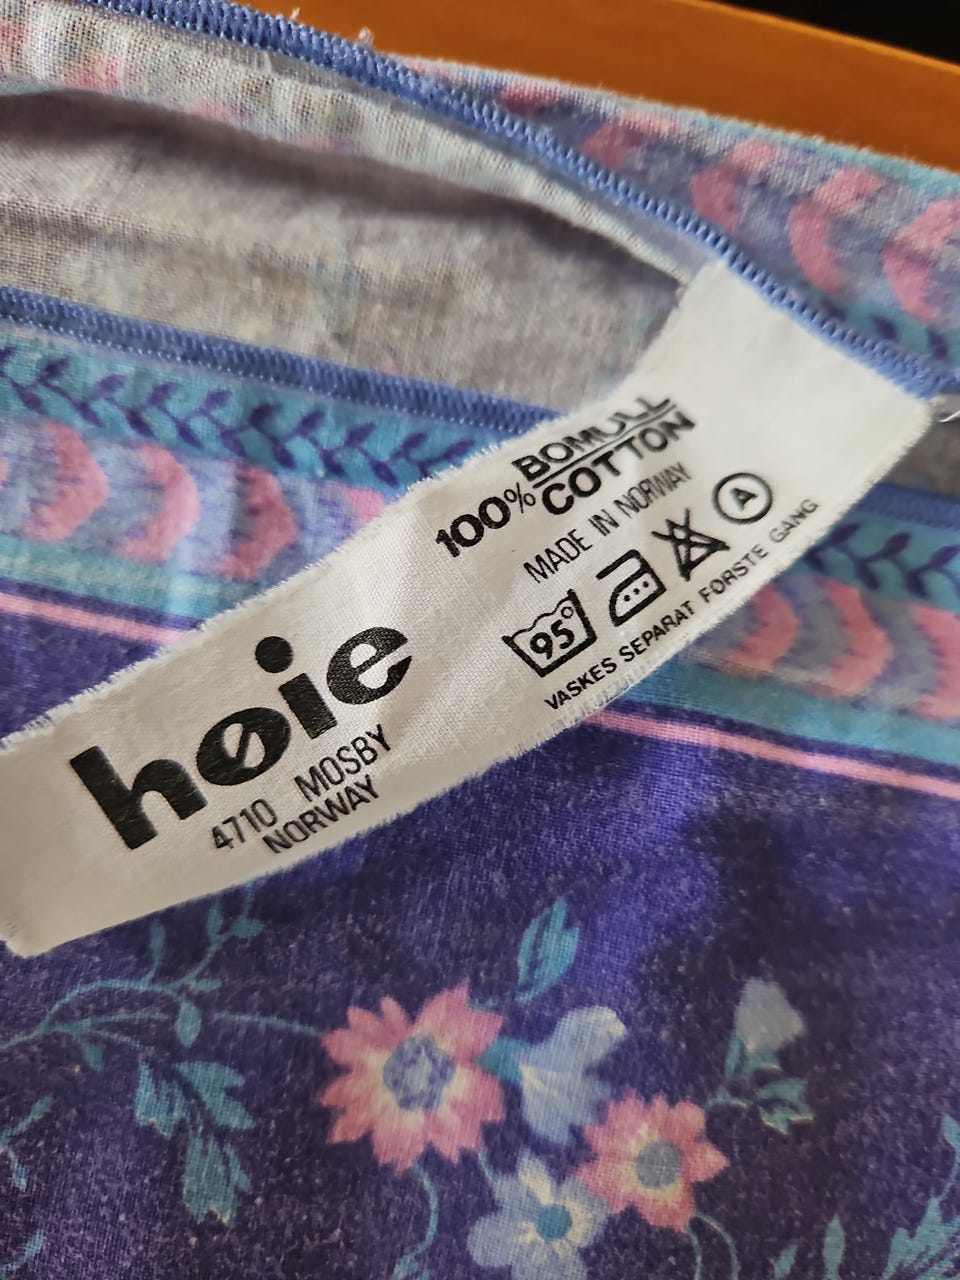 høie
4710 MOSBY
NORWAY
100% BOMULL
COTTON
MADE IN NORWAY
95°
A
VASKES SEPARAT FØRSTE GANG